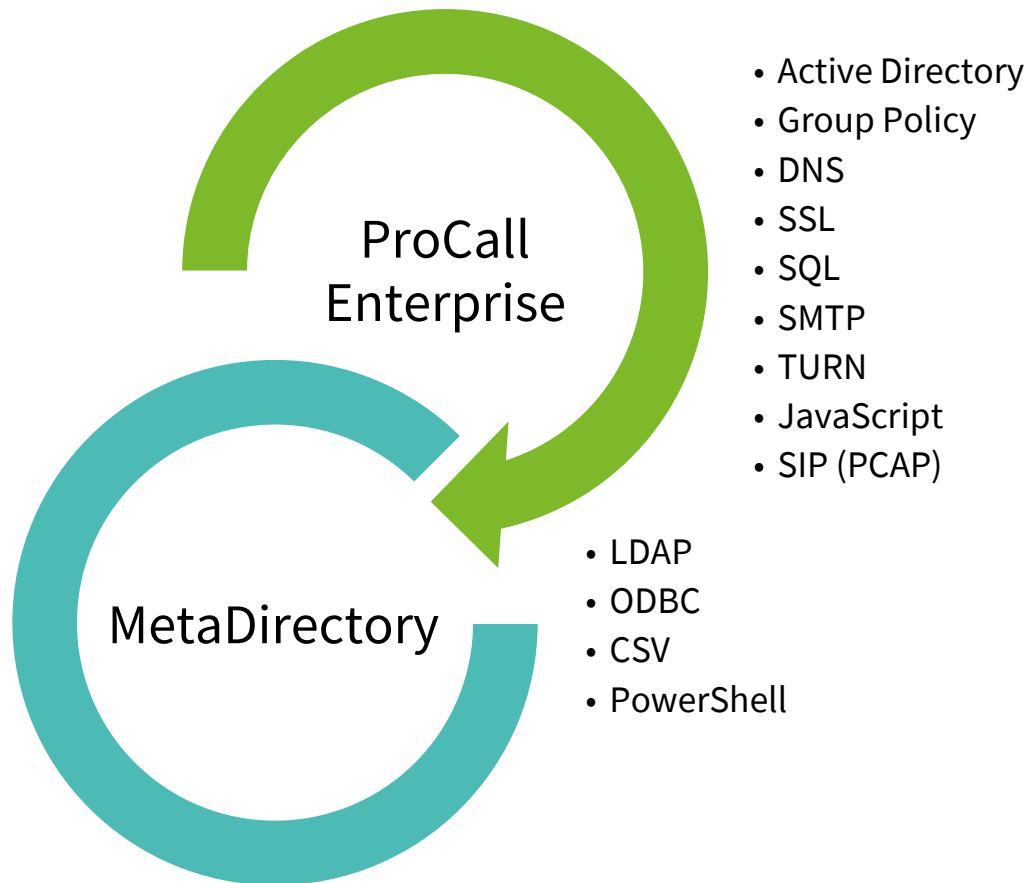 ProCall
Enterprise
• Active Directory
• Group Policy
• DNS
• SSL
• SQL
• SMTP
• TURN
• JavaScript
• SIP (PCAP)
MetaDirectory
• LDAP
• ODBC
• CSV
• PowerShell